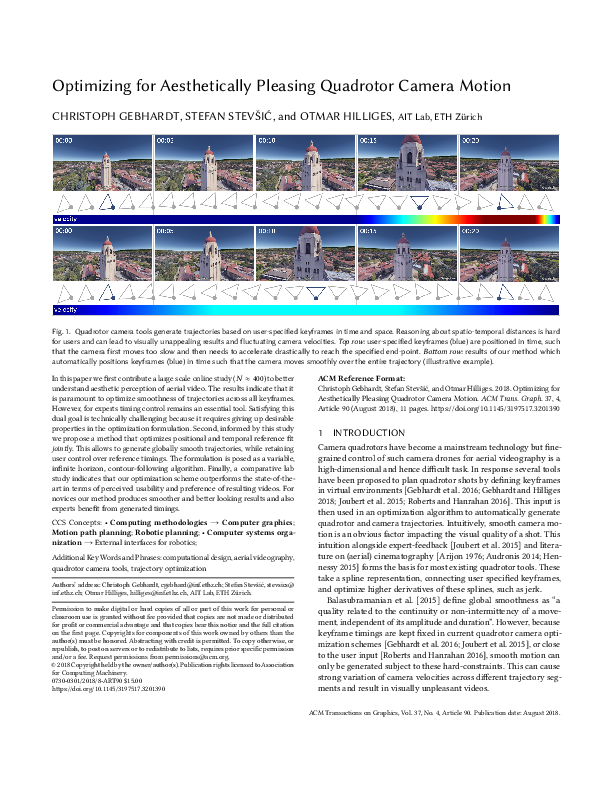 Optimizing for Aesthetically Pleasing Quadrotor Camera Motion
CHRISTOPH GEBHARDT, STEFAN STEVŠIĆ, and OTMAR HILLIGES, AIT Lab, ETH Zürich
00:00 00:05 00:10 00:15 00:20
velocity
00:00 00:05 00:10 00:15 00:20
velocity
Fig. 1. Quadrotor camera tools generate trajectories based on user-specified keyframes in time and space. Reasoning about spatio-temporal distances is hard
for users and can lead to visually unappealing results and fluctuating camera velocities. Top row: user-specified keyframes (blue) are positioned in time, such
that the camera first moves too slow and then needs to accelerate drastically to reach the specified end-point. Bottom row: results of our method which
automatically positions keyframes (blue) in time such that the camera moves smoothly over the entire trajectory (illustrative example).
In this paper we first contribute a large scale online study (N ≈ 400) to better
understand aesthetic perception of aerial video. The results indicate that it
is paramount to optimize smoothness of trajectories across all keyframes.
However, for experts timing control remains an essential tool. Satisfying this
dual goal is technically challenging because it requires giving up desirable
properties in the optimization formulation. Second, informed by this study
we propose a method that optimizes positional and temporal reference fit
jointly. This allows to generate globally smooth trajectories, while retaining
user control over reference timings. The formulation is posed as a variable,
infinite horizon, contour-following algorithm. Finally, a comparative lab
study indicates that our optimization scheme outperforms the state-of-the-
art in terms of perceived usability and preference of resulting videos. For
novices our method produces smoother and better looking results and also
experts benefit from generated timings.
CCS Concepts: • Computing methodologies → Computer graphics;
Motion path planning; Robotic planning; • Computer systems orga-
nization → External interfaces for robotics;
Additional Key Words and Phrases: computational design, aerial videography,
quadrotor camera tools, trajectory optimization
Authors' address: Christoph Gebhardt, cgebhard@inf.ethz.ch; Stefan Stevšić, stevsics@
inf.ethz.ch; Otmar Hilliges, hilliges@inf.ethz.ch, AIT Lab, ETH Zürich
Permission to make digital or hard copies of all or part of this work for personal or
classroom use is granted without fee provided that copies are not made or distributed
for profit or commercial advantage and that copies bear this notice and the full citation
on the first page. Copyrights for components of this work owned by others than the
author(s) must be honored. Abstracting with credit is permitted. To copy otherwise, or
republish, to post on servers or to redistribute to lists, requires prior specific permission
and/or a fee. Request permissions from permissions@acm.org.
© 2018 Copyright held by the owner/author(s). Publication rights licensed to Association
for Computing Machinery.
0730-0301/2018/8-ART90 $15.00
https://doi.org/10.1145/3197517.3201390
ACM Reference Format:
Christoph Gebhardt, Stefan Stevšić, and Otmar Hilliges. 2018. Optimizing for
Aesthetically Pleasing Quadrotor Camera Motion. ACM Trans. Graph. 37, 4,
Article 90 (August 2018), 11 pages. https://doi.org/10.1145/3197517.3201390
1 INTRODUCTION
Camera quadrotors have become a mainstream technology but fine-
grained control of such camera drones for aerial videography is a
high-dimensional and hence difficult task. In response several tools
have been proposed to plan quadrotor shots by defining keyframes
in virtual environments [Gebhardt et al. 2016; Gebhardt and Hilliges
2018; Joubert et al. 2015; Roberts and Hanrahan 2016]. This input is
then used in an optimization algorithm to automatically generate
quadrotor and camera trajectories. Intuitively, smooth camera mo-
tion is an obvious factor impacting the visual quality of a shot. This
intuition alongside expert-feedback [Joubert et al. 2015] and litera-
ture on (aerial) cinematography [Arijon 1976; Audronis 2014; Hen-
nessy 2015] forms the basis for most existing quadrotor tools. These
take a spline representation, connecting user specified keyframes,
and optimize higher derivatives of these splines, such as jerk.
Balasubramanian et al. [2015] define global smoothness as “a
quality related to the continuity or non-intermittency of a move-
ment, independent of its amplitude and duration”. However, because
keyframe timings are kept fixed in current quadrotor camera opti-
mization schemes [Gebhardt et al. 2016; Joubert et al. 2015], or close
to the user input [Roberts and Hanrahan 2016], smooth motion can
only be generated subject to these hard-constraints. This can cause
strong variation of camera velocities across different trajectory seg-
ments and result in visually unpleasant videos.
ACM Transactions on Graphics, Vol. 37, No. 4, Article 90. Publication date: August 2018.